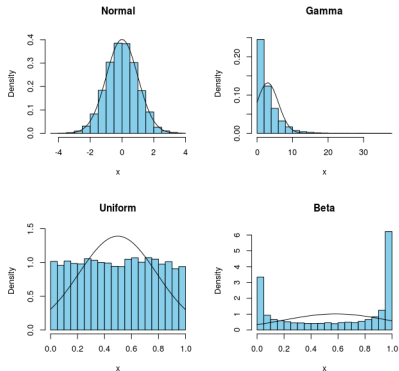 Normal
Density
0.0 0.1 0.2 0.3 0.4
-4 -2 0 2 4
x
Gamma
Density
0.00 0.10 0.20
0 10 20 30
x
Uniform
Density
0.0 0.5 1.0 1.5
0.0 0.2 0.4 0.6 0.8 1.0
x
Beta
Density
0 1 2 3 4 5 6
0.0 0.2 0.4 0.6 0.8 1.0
x